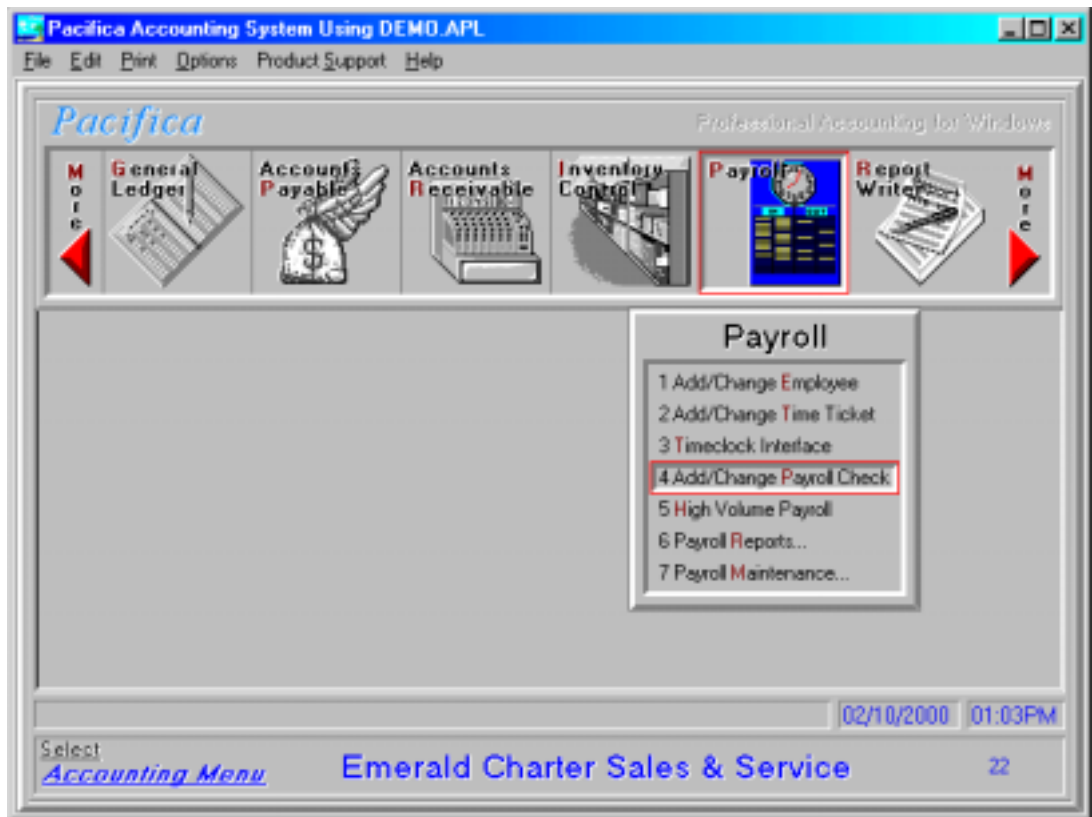 Pacifica Accounting System Using DEMO.APL
File Edit Print Options Product Support Help
Pacifica
Professional Accounting for Windows
More
General Ledger
Accounts Payable
Accounts Receivable
Inventory Control
Payroll
Report Writer
More
Payroll
1 Add/Change Employee
2 Add/Change Time Ticket
3 Timeclock Interface
4 Add/Change Payroll Check
5 High Volume Payroll
6 Payroll Reports...
7 Payroll Maintenance...
02/10/2000 01:03PM
Select
Accounting Menu
Emerald Charter Sales & Service
22